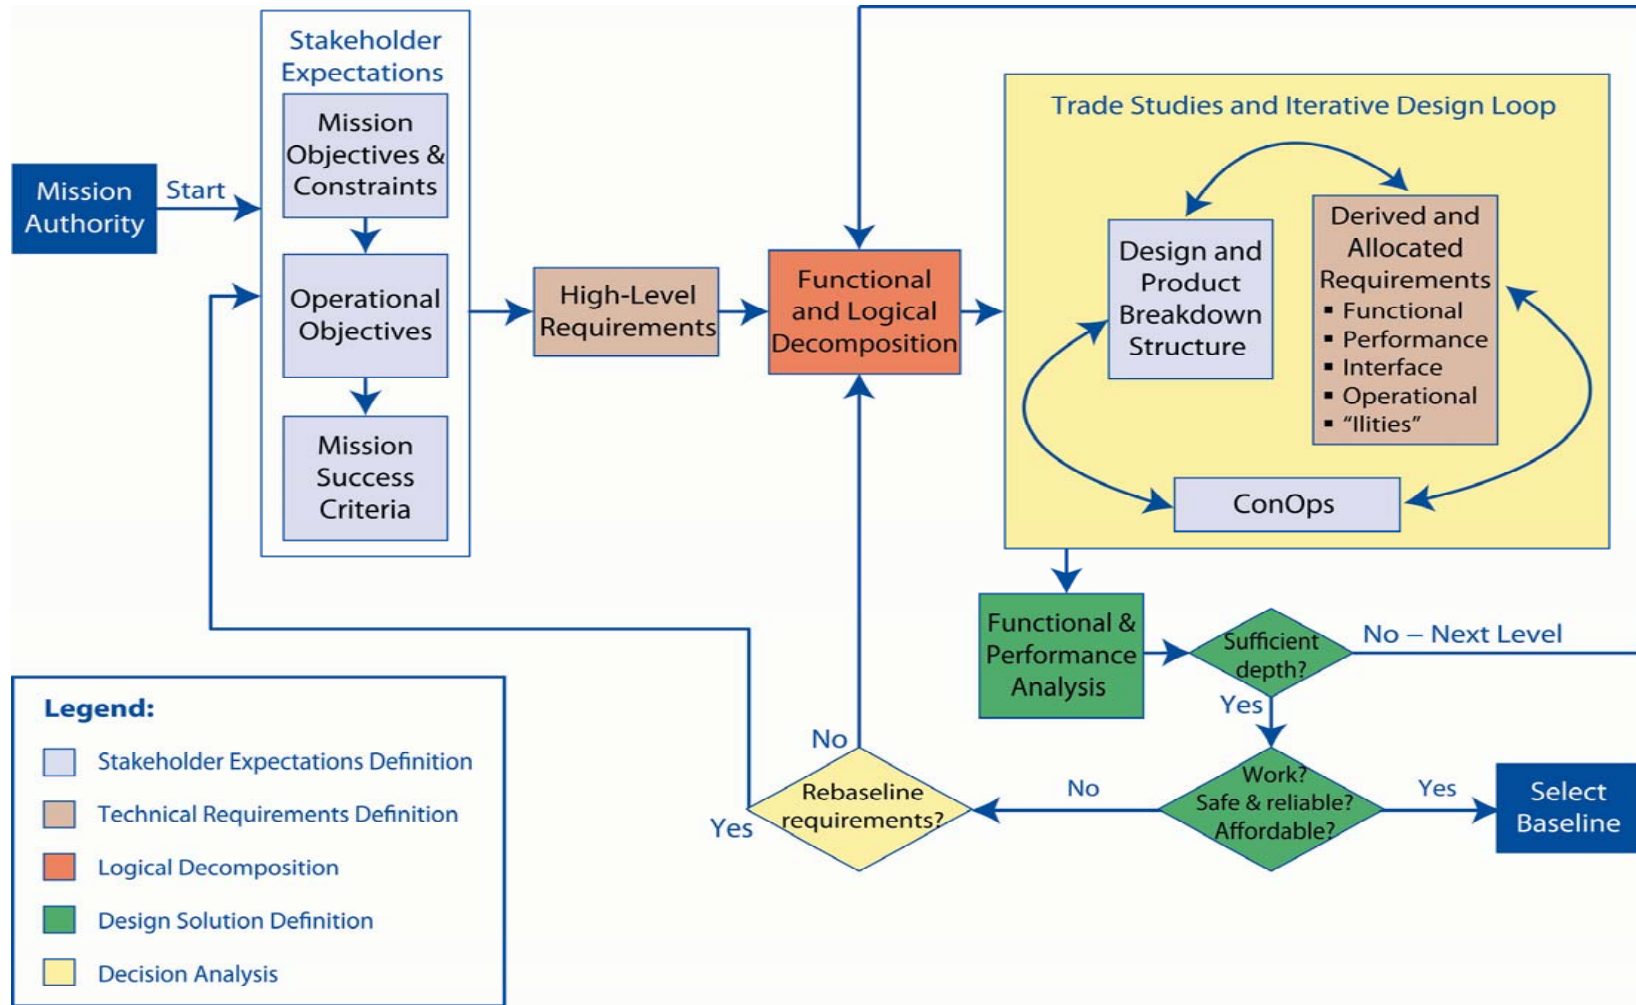 Stakeholder
Expectations
Mission
Objectives &
Constraints
Mission
Authority
Start
Operational
Objectives
Mission
Success
Criteria
High-Level
Requirements
Functional
and Logical
Decomposition
Trade Studies and Iterative Design Loop
Design and
Product
Breakdown
Structure
Derived and
Allocated
Requirements
▪ Functional
▪ Performance
▪ Interface
▪ Operational
▪ “Ilities”
ConOps
Functional &
Performance
Analysis
Sufficient
depth?
No – Next Level
Yes
Work?
Safe & reliable?
Affordable?
Yes
Select
Baseline
No
Rebaseline
requirements?
No
Yes
Legend:
Stakeholder Expectations Definition
Technical Requirements Definition
Logical Decomposition
Design Solution Definition
Decision Analysis